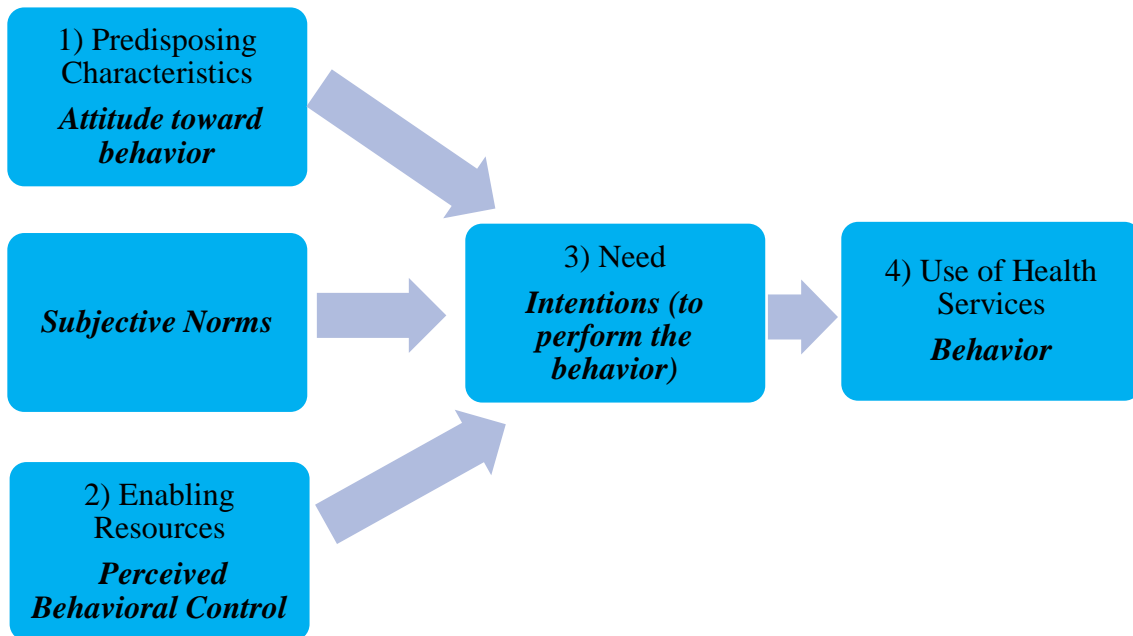 1) Predisposing
Characteristics
Attitude toward
behavior
Subjective Norms
2) Enabling
Resources
Perceived
Behavioral Control
3) Need
Intentions (to
perform the
behavior)
4) Use of Health
Services
Behavior